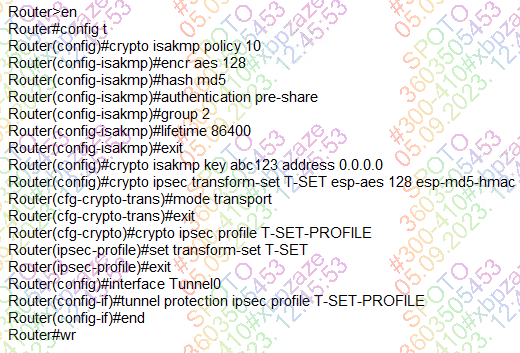 Router>en
Router#config t
Router(config)#crypto isakmp policy 10
Router(config-isakmp)#encr aes 128
Router(config-isakmp)#hash md5
Router(config-isakmp)#authentication pre-share
Router(config-isakmp)#group 2
Router(config-isakmp)#lifetime 86400
Router(config-isakmp)#exit
Router(config)#crypto isakmp key abc123 address 0.0.0.0
Router(config)#crypto ipsec transform-set T-SET esp-aes 128 esp-md5-hmac
Router(cfg-crypto-trans)#mode transport
Router(cfg-crypto-trans)#exit
Router(cfg-crypto)#crypto ipsec profile T-SET-PROFILE
Router(ipsec-profile)#set transform-set T-SET
Router(ipsec-profile)#exit
Router(config)#interface Tunnel0
Router(config-if)#tunnel protection ipsec profile T-SET-PROFILE
Router(config-if)#end
Router#wr